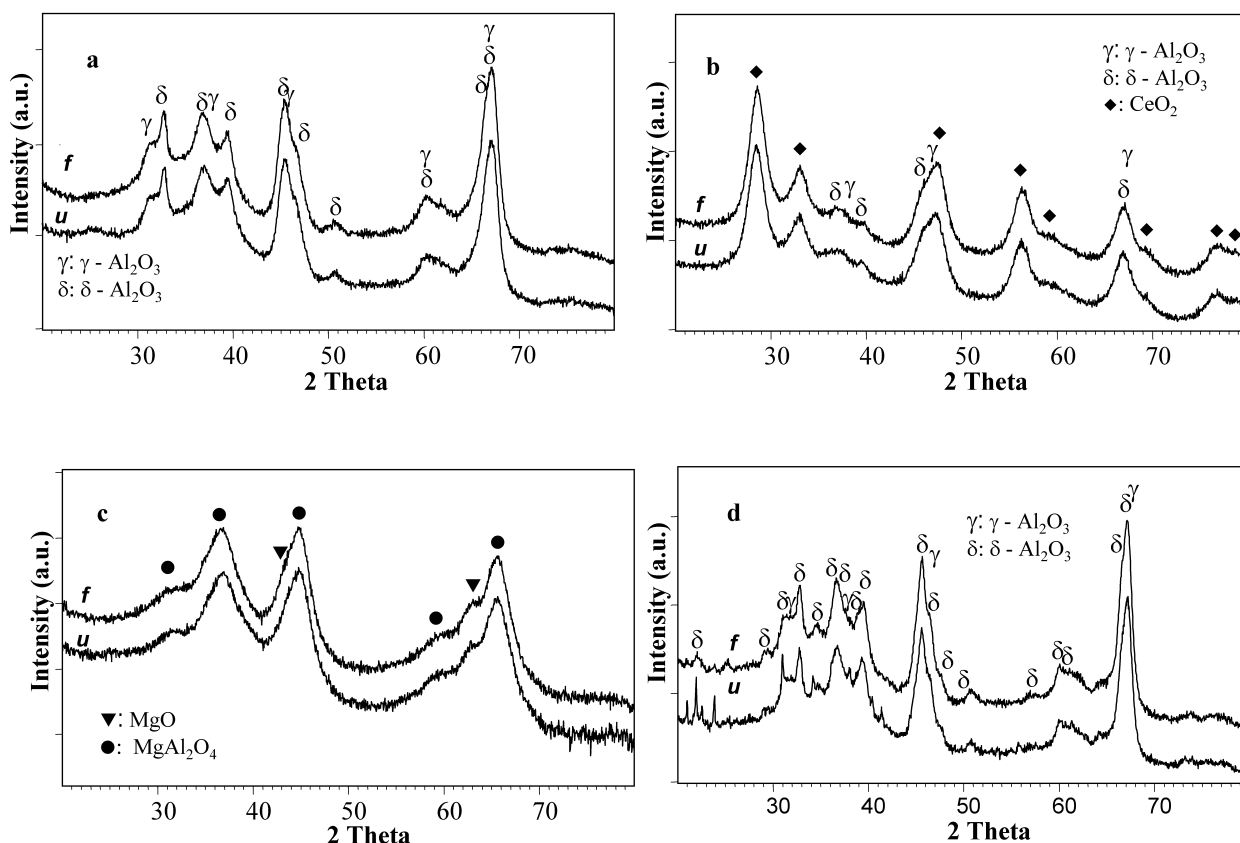 a
γ
δ
δ
γ
δ
γ
δ
δ
γ
δ
δ
γ
δ
γ
δ
δ
f
u
γ: γ - Al₂O₃
δ: δ - Al₂O₃
Intensity (a.u.)
30 40 50 60 70
2 Theta
b
γ: γ - Al₂O₃
δ: δ - Al₂O₃
◆: CeO₂
δ γ δ
δ γ
γ
δ
f
u
Intensity (a.u.)
30 40 50 60 70
2 Theta
c
f
u
▼: MgO
●: MgAl₂O₄
Intensity (a.u.)
30 40 50 60 70
2 Theta
d
γ: γ - Al₂O₃
δ: δ - Al₂O₃
δ δ δ γ δ δ δ δ γ δ δ
δ γ δ δ δ δ δ δ
δ γ
δ
f
u
Intensity (a.u.)
30 40 50 60 70
2 Theta